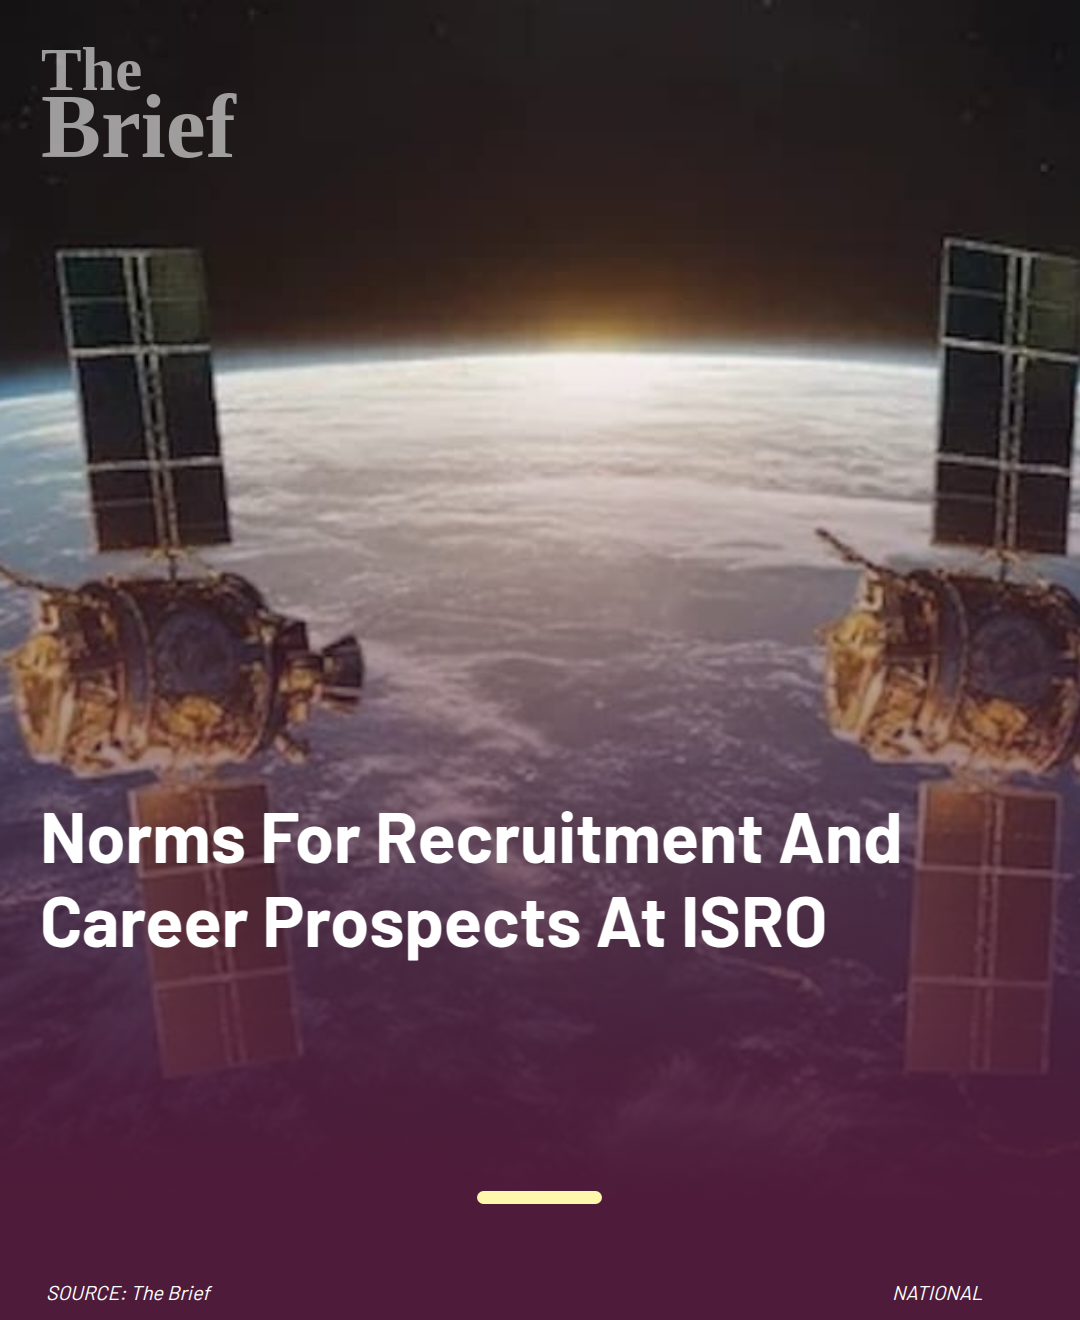 The
Brief
Norms For Recruitment And
Career Prospects At ISRO
SOURCE: The Brief
NATIONAL